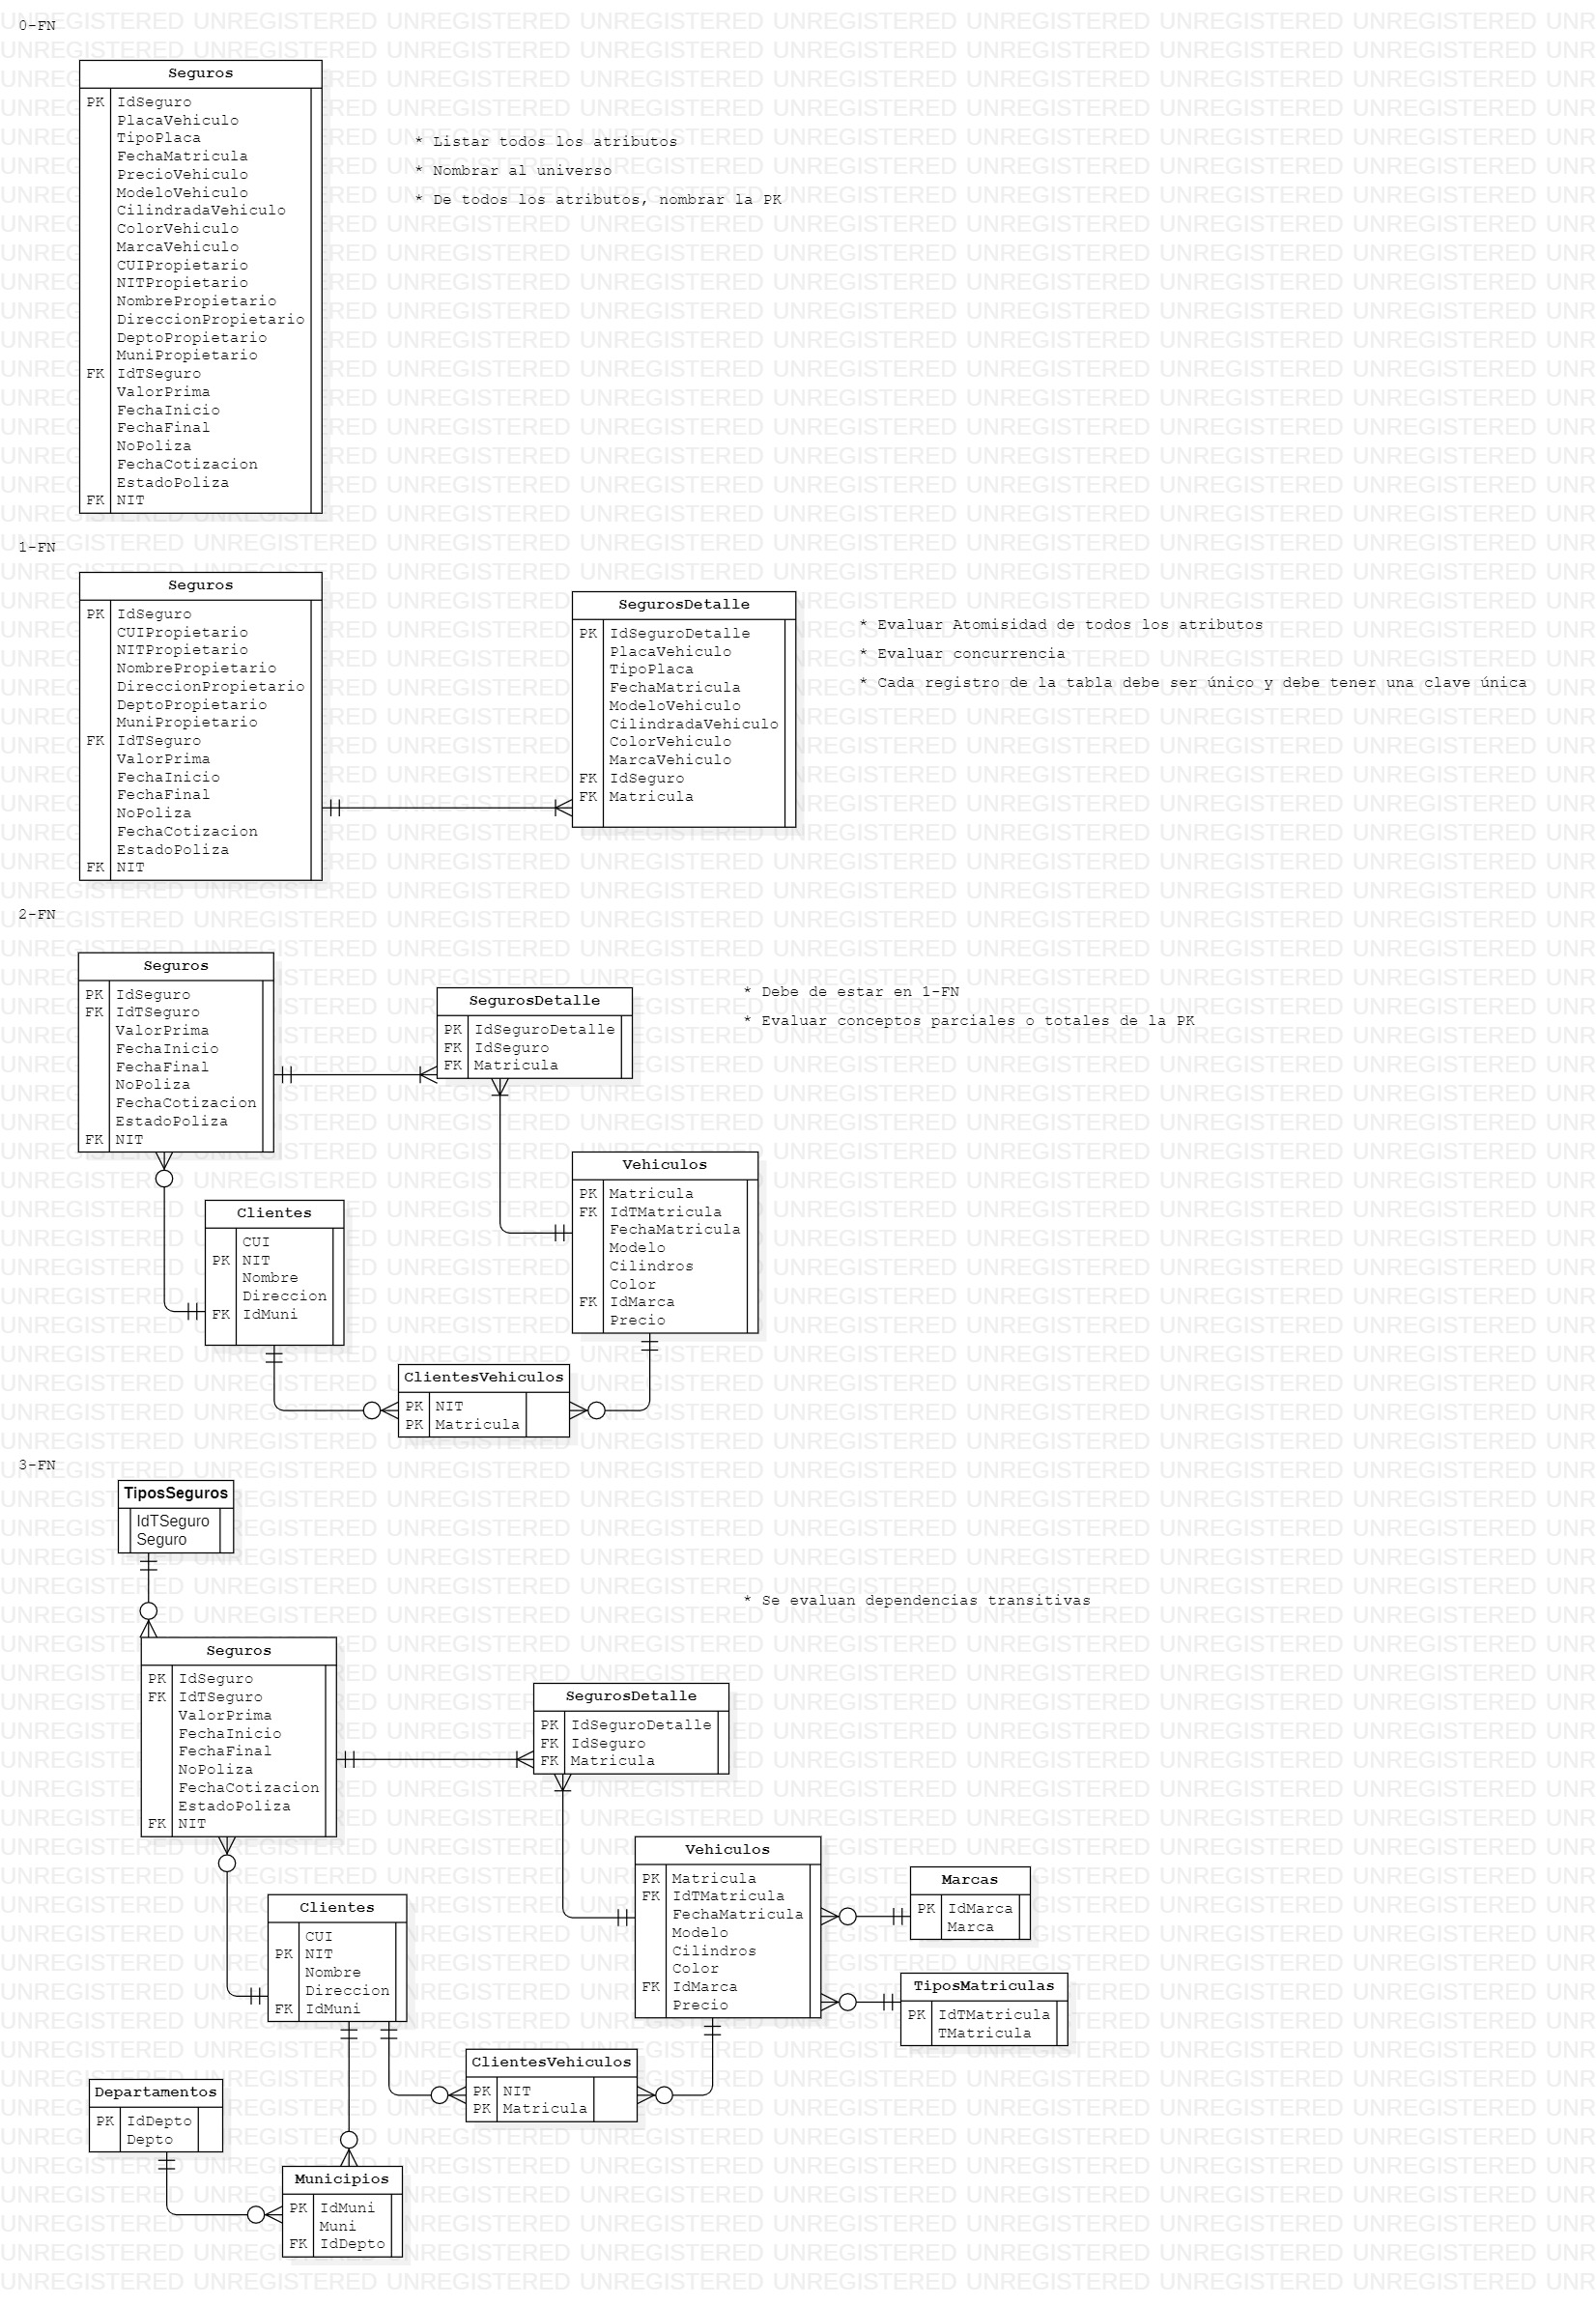 0-FN
Seguros
PK IdSeguro
PlacaVehiculo
TipoPlaca
FechaMatricula
PrecioVehiculo
ModeloVehiculo
CilindradaVehiculo
ColorVehiculo
MarcaVehiculo
CUIPropietario
NITPropietario
NombrePropietario
DireccionPropietario
DeptoPropietario
MuniPropietario
FK IdTSeguro
ValorPrima
FechaInicio
FechaFinal
NoPoliza
FechaCotizacion
EstadoPoliza
FK NIT
* Listar todos los atributos
* Nombrar al universo
* De todos los atributos, nombrar la PK
1-FN
Seguros
PK IdSeguro
CUIPropietario
NITPropietario
NombrePropietario
DireccionPropietario
DeptoPropietario
MuniPropietario
FK IdTSeguro
ValorPrima
FechaInicio
FechaFinal
NoPoliza
FechaCotizacion
EstadoPoliza
FK NIT
SegurosDetalle
PK IdSeguroDetalle
PlacaVehiculo
TipoPlaca
FechaMatricula
ModeloVehiculo
CilindradaVehiculo
ColorVehiculo
MarcaVehiculo
FK IdSeguro
FK Matricula
* Evaluar Atomisidad de todos los atributos
* Evaluar concurrencia
* Cada registro de la tabla debe ser único y debe tener una clave única
2-FN
Seguros
PK IdSeguro
FK IdTSeguro
ValorPrima
FechaInicio
FechaFinal
NoPoliza
FechaCotizacion
EstadoPoliza
FK NIT
SegurosDetalle
PK IdSeguroDetalle
FK IdSeguro
FK Matricula
* Debe de estar en 1-FN
* Evaluar conceptos parciales o totales de la PK
Clientes
CUI
PK NIT
Nombre
Direccion
FK IdMuni
Vehiculos
PK Matricula
FK IdTMatricula
FechaMatricula
Modelo
Cilindros
Color
FK IdMarca
Precio
ClientesVehiculos
PK NIT
PK Matricula
3-FN
TiposSeguros
IdTSeguro
Seguro
* Se evaluan dependencias transitivas
Seguros
PK IdSeguro
FK IdTSeguro
ValorPrima
FechaInicio
FechaFinal
NoPoliza
FechaCotizacion
EstadoPoliza
FK NIT
SegurosDetalle
PK IdSeguroDetalle
FK IdSeguro
FK Matricula
Vehiculos
PK Matricula
FK IdTMatricula
FechaMatricula
Modelo
Cilindros
Color
FK IdMarca
Precio
Marcas
PK IdMarca
Marca
TiposMatriculas
PK IdTMatricula
TMatricula
Clientes
CUI
PK NIT
Nombre
Direccion
FK IdMuni
ClientesVehiculos
PK NIT
PK Matricula
Departamentos
PK IdDepto
Depto
Municipios
PK IdMuni
Muni
FK IdDepto
UNREGISTERED